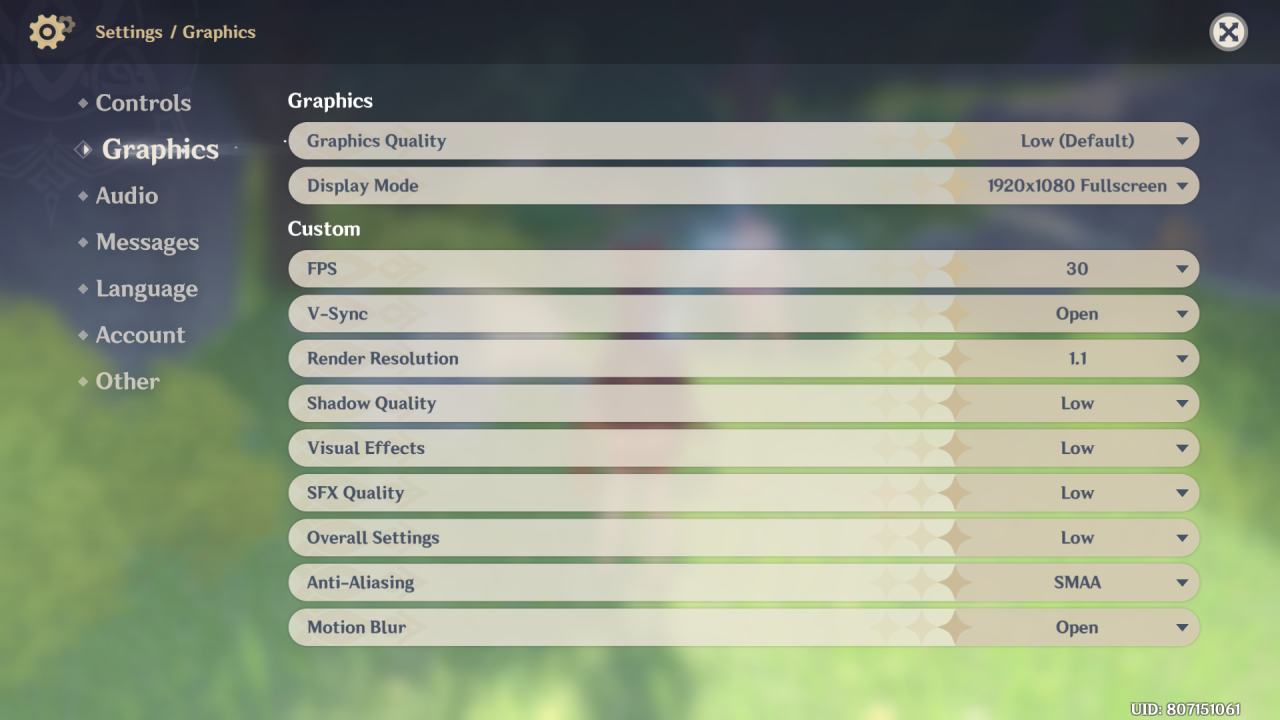 Settings / Graphics
Controls
Graphics
Audio
Messages
Language
Account
Other
Graphics
Graphics Quality Low (Default)
Display Mode 1920x1080 Fullscreen
Custom
FPS 30
V-Sync Open
Render Resolution 1.1
Shadow Quality Low
Visual Effects Low
SFX Quality Low
Overall Settings Low
Anti-Aliasing SMAA
Motion Blur Open
UID: 807151061